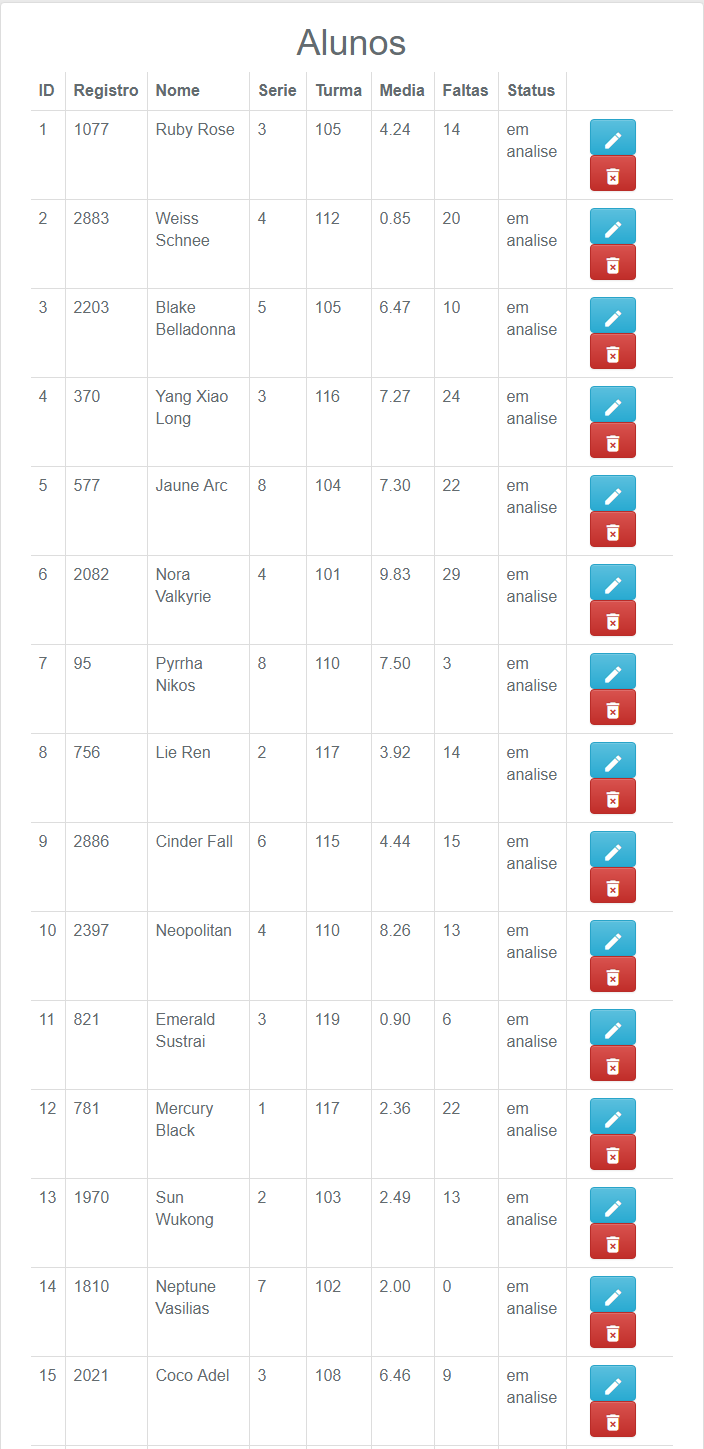 Alunos
ID Registro Nome Serie Turma Media Faltas Status
1 1077 Ruby Rose 3 105 4.24 14 em
analise
2 2883 Weiss 4 112 0.85 20 em
Schnee analise
3 2203 Blake 5 105 6.47 10 em
Belladonna analise
4 370 Yang Xiao 3 116 7.27 24 em
Long analise
5 577 Jaune Arc 8 104 7.30 22 em
analise
6 2082 Nora 4 101 9.83 29 em
Valkyrie analise
7 95 Pyrrha 8 110 7.50 3 em
Nikos analise
8 756 Lie Ren 2 117 3.92 14 em
analise
9 2886 Cinder Fall 6 115 4.44 15 em
analise
10 2397 Neopolitan 4 110 8.26 13 em
analise
11 821 Emerald 3 119 0.90 6 em
Sustrai analise
12 781 Mercury 1 117 2.36 22 em
Black analise
13 1970 Sun 2 103 2.49 13 em
Wukong analise
14 1810 Neptune 7 102 2.00 0 em
Vasilias analise
15 2021 Coco Adel 3 108 6.46 9 em
analise